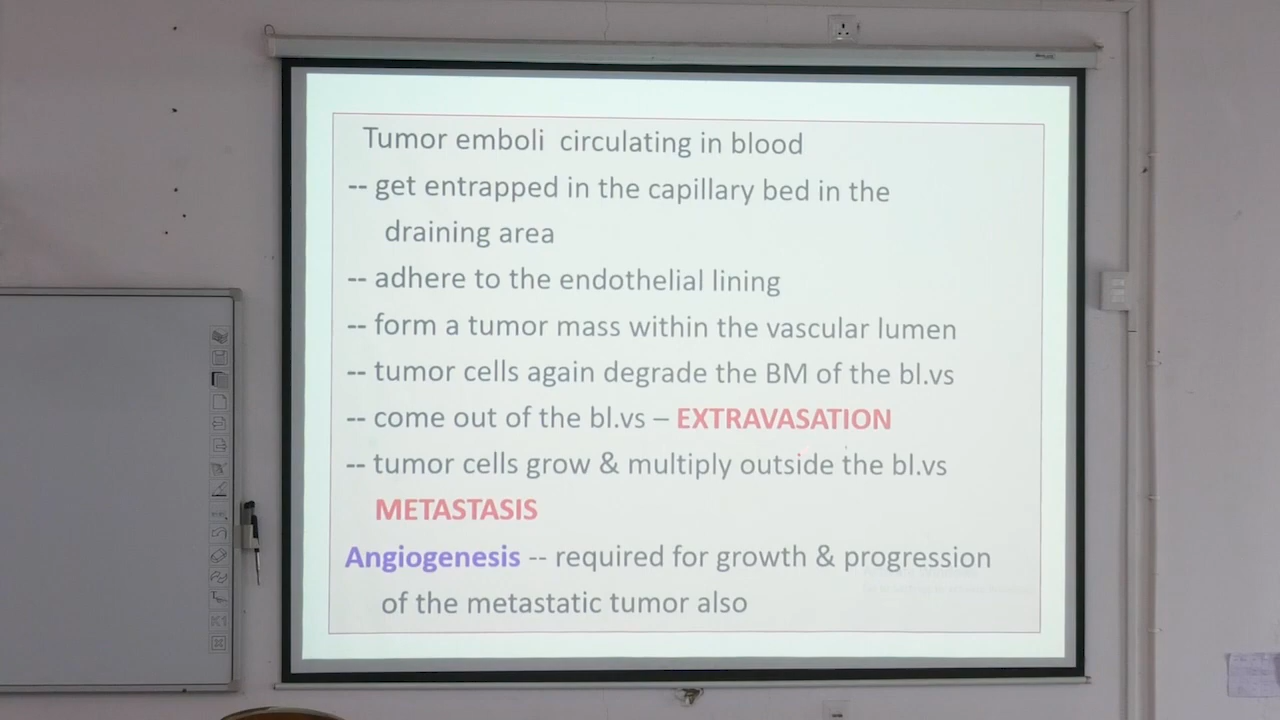 Tumor emboli circulating in blood
-- get entrapped in the capillary bed in the
draining area
-- adhere to the endothelial lining
-- form a tumor mass within the vascular lumen
-- tumor cells again degrade the BM of the bl.vs
-- come out of the bl.vs – EXTRAVASATION
-- tumor cells grow & multiply outside the bl.vs
METASTASIS
Angiogenesis -- required for growth & progression
of the metastatic tumor also